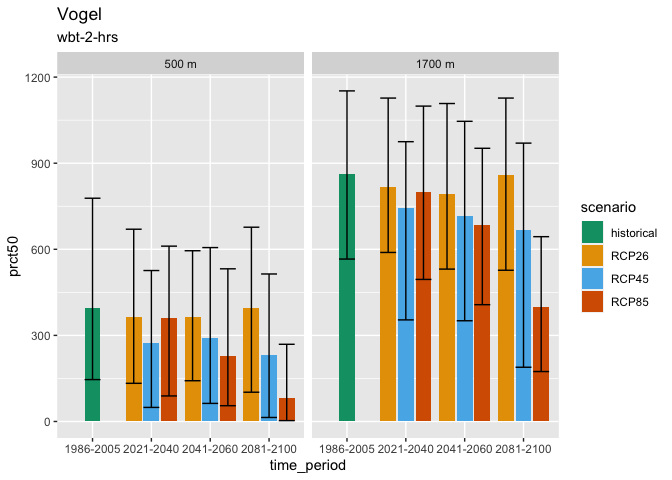 Vogel
wbt-2-hrs
500 m
1700 m
prct50
1200
900
600
300
0
1986-2005 2021-2040 2041-2060 2081-2100
1986-2005 2021-2040 2041-2060 2081-2100
time_period
scenario
historical
RCP26
RCP45
RCP85